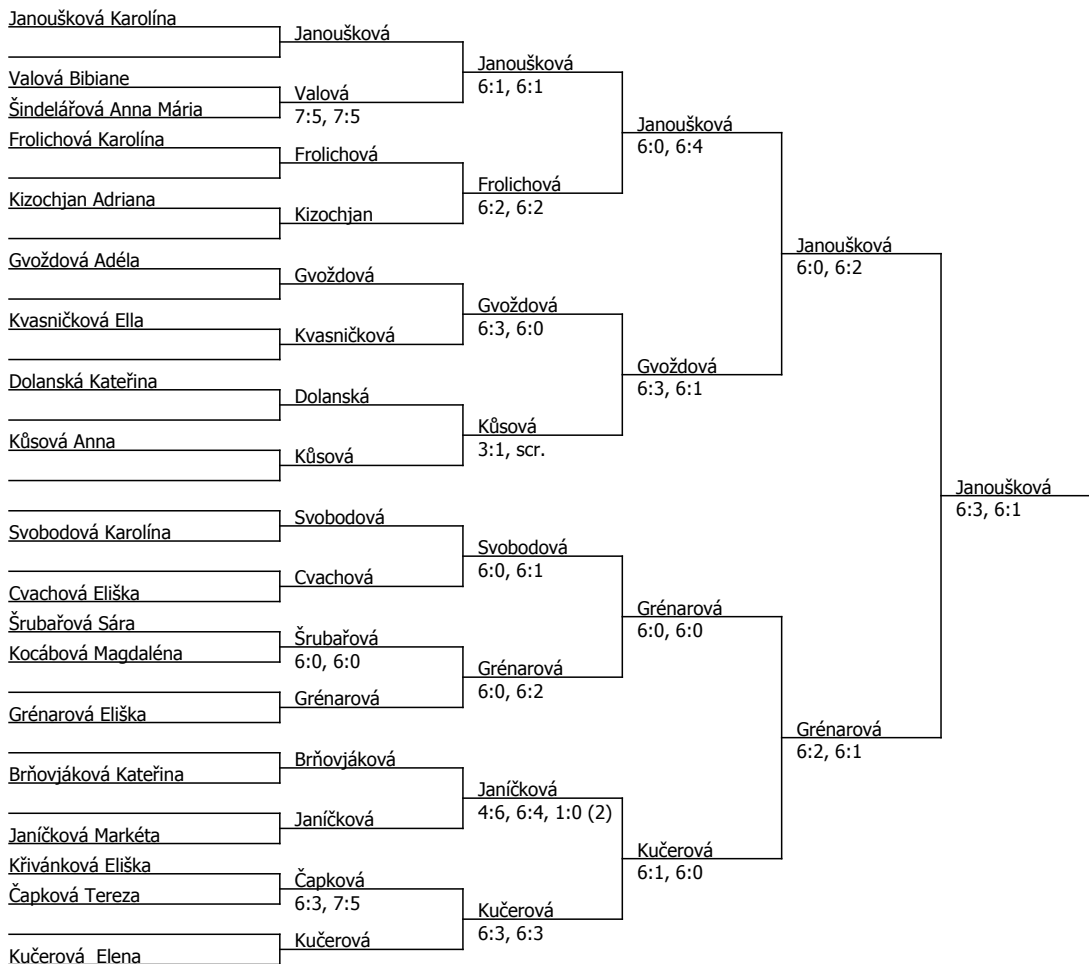 Janoušková Karolína
Janoušková
Janoušková
6:1, 6:1
Valová Bibiane
Valová
7:5, 7:5
Šindelářová Anna Mária
Janoušková
6:0, 6:4
Frolichová Karolína
Frolichová
Frolichová
6:2, 6:2
Kizochjan Adriana
Kizochjan
Janoušková
6:0, 6:2
Gvoždová Adéla
Gvoždová
Gvoždová
6:3, 6:0
Kvasničková Ella
Kvasničková
Gvoždová
6:3, 6:1
Dolanská Kateřina
Dolanská
Kůsová
3:1, scr.
Kůsová Anna
Kůsová
Janoušková
6:3, 6:1
Svobodová Karolína
Svobodová
Svobodová
6:0, 6:1
Cvachová
Cvachová Eliška
Grénarová
6:0, 6:0
Šrubařová Sára
Šrubařová
6:0, 6:0
Kocábová Magdaléna
Grénarová
6:0, 6:2
Grénarová
Grénarová Eliška
Grénarová
6:2, 6:1
Brňovjáková
Brňovjáková Kateřina
Janíčková
4:6, 6:4, 1:0 (2)
Janíčková
Janíčková Markéta
Kučerová
6:1, 6:0
Křivánková Eliška
Čapková
6:3, 7:5
Čapková Tereza
Kučerová
6:3, 6:3
Kučerová
Kučerová Elena